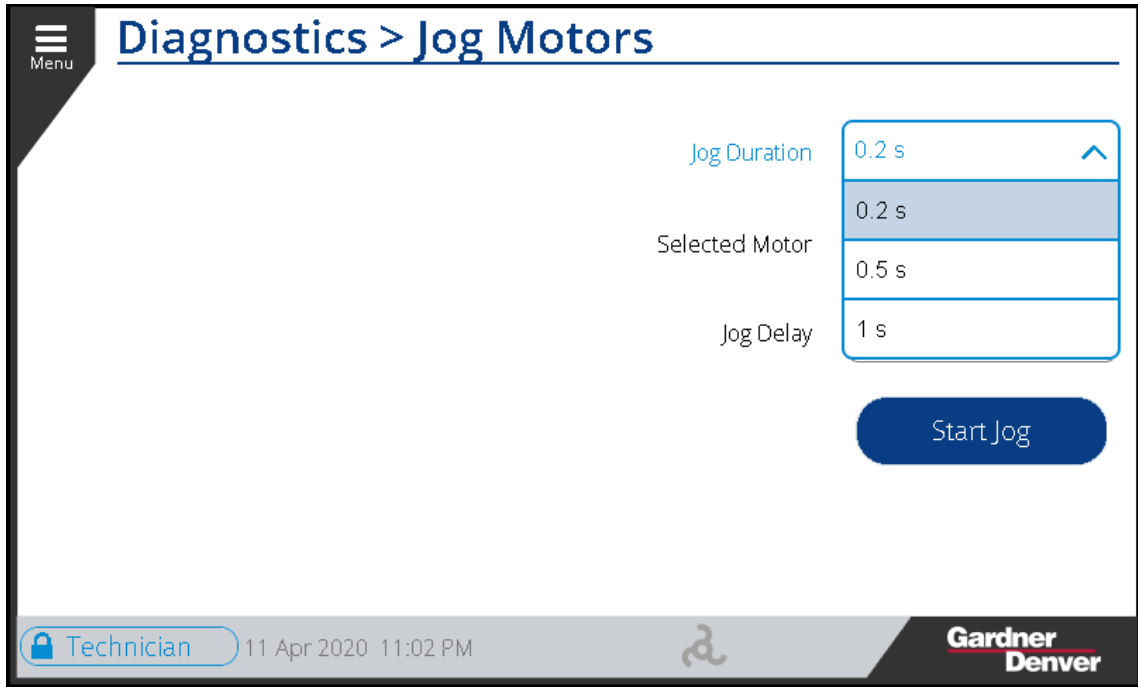 Menu
Diagnostics > Jog Motors
Jog Duration
0.2 s
0.2 s
Selected Motor
0.5 s
Jog Delay
1 s
Start Jog
Technician
11 Apr 2020 11:02 PM
Gardner
Denver